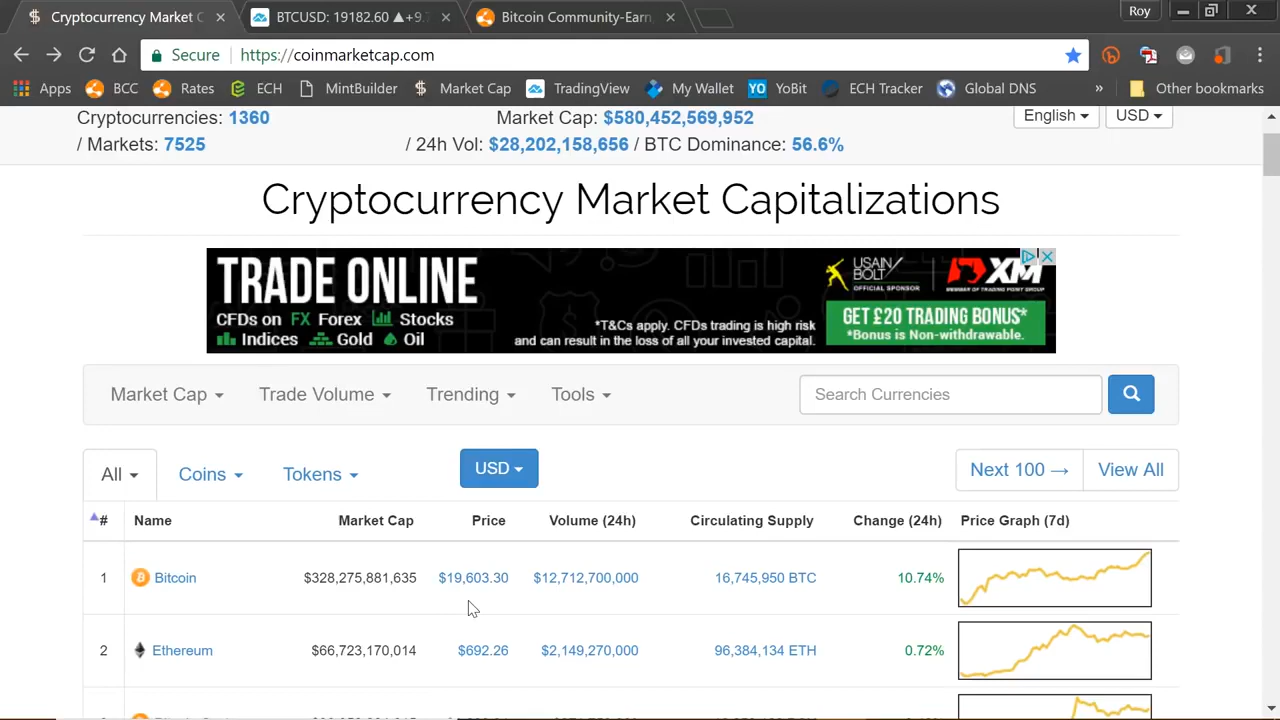 Cryptocurrency Market C
BTCUSD: 19182.60 ▲+9.
Bitcoin Community-Earn
Roy
Secure
https://coinmarketcap.com
Apps
BCC
Rates
ECH
MintBuilder
Market Cap
TradingView
My Wallet
YO YoBit
ECH Tracker
Global DNS
»
Other bookmarks
Cryptocurrencies: 1360
Market Cap: $580,452,569,952
English
USD
/ Markets: 7525
/ 24h Vol: $28,202,158,656 / BTC Dominance: 56.6%
Cryptocurrency Market Capitalizations
TRADE ONLINE
CFDs on FX Forex Stocks
Indices Gold Oil
*T&Cs apply. CFDs trading is high risk
and can result in the loss of all your invested capital.
USAIN
BOLT
OFFICIAL SPONSOR
XM
MEMBER OF TRADING POINT GROUP
GET £20 TRADING BONUS*
*Bonus is Non-withdrawable.
Market Cap
Trade Volume
Trending
Tools
Search Currencies
All
Coins
Tokens
USD
Next 100 →
View All
# Name Market Cap Price Volume (24h) Circulating Supply Change (24h) Price Graph (7d)
1 Bitcoin $328,275,881,635 $19,603.30 $12,712,700,000 16,745,950 BTC 10.74%
2 Ethereum $66,723,170,014 $692.26 $2,149,270,000 96,384,134 ETH 0.72%